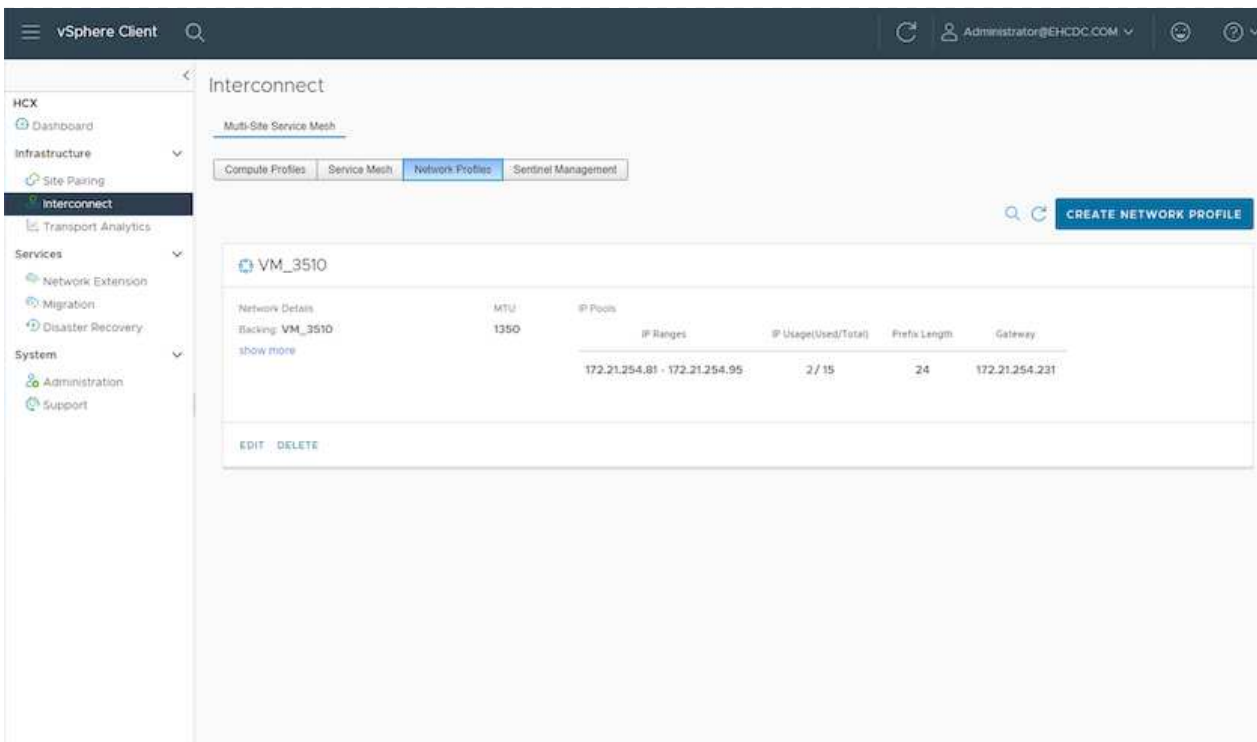 vSphere Client
Administrator@EHCDC.COM
HCX
Dashboard
Infrastructure
Site Pairing
Interconnect
Transport Analytics
Services
Network Extension
Migration
Disaster Recovery
System
Administration
Support
Interconnect
Multi-Site Service Mesh
Compute Profiles Service Mesh Network Profiles Sentinel Management
CREATE NETWORK PROFILE
VM_3510
Network Details MTU IP Pools
Backing: VM_3510 1350
show more
IP Ranges IP Usage(Used/Total) Prefix Length Gateway
172.21.254.81 - 172.21.254.95 2/15 24 172.21.254.231
EDIT DELETE